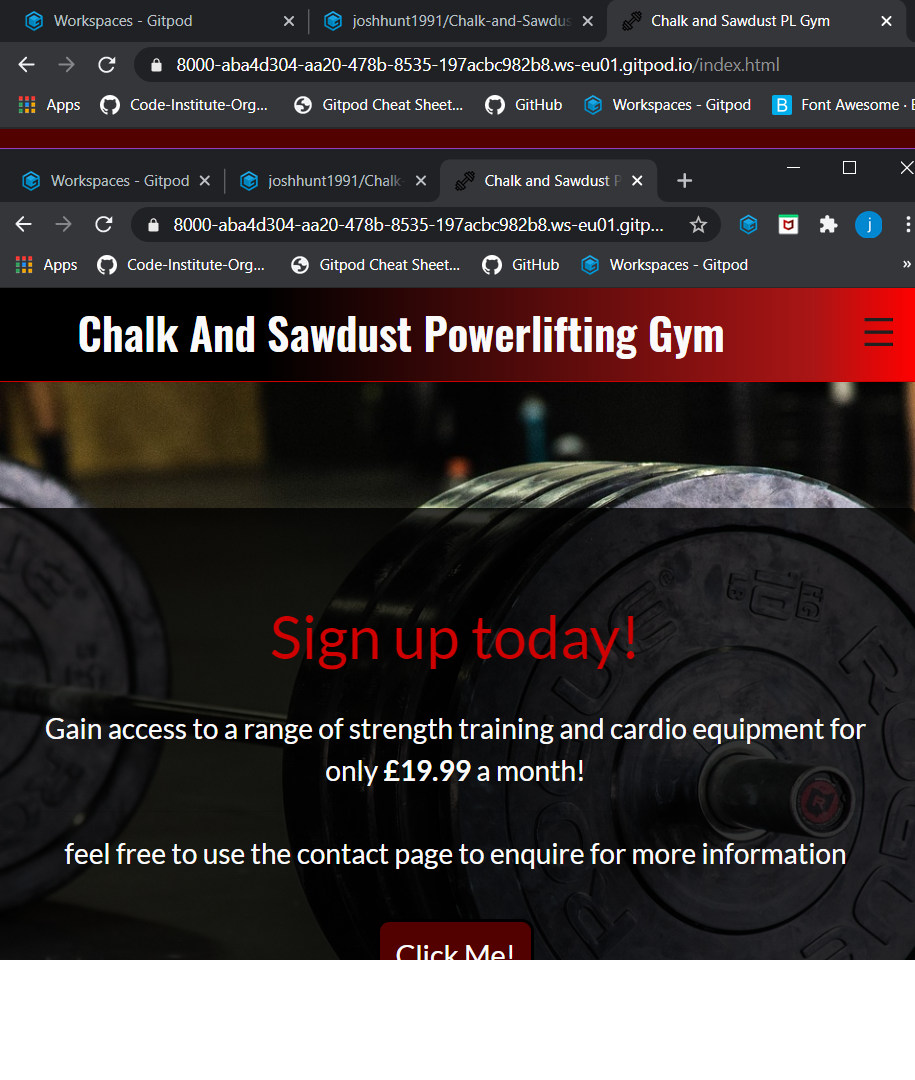 Workspaces - Gitpod
joshhunt1991/Chalk-and-Sawdus
Chalk and Sawdust PL Gym
8000-aba4d304-aa20-478b-8535-197acbc982b8.ws-eu01.gitpod.io/index.html
Apps
Code-Institute-Org...
Gitpod Cheat Sheet...
GitHub
Workspaces - Gitpod
B
Font Awesome · B
Workspaces - Gitpod
joshhunt1991/Chalk-
Chalk and Sawdust P
8000-aba4d304-aa20-478b-8535-197acbc982b8.ws-eu01.gitp...
j
Apps
Code-Institute-Org...
Gitpod Cheat Sheet...
GitHub
Workspaces - Gitpod
»
Chalk And Sawdust Powerlifting Gym
Sign up today!
Gain access to a range of strength training and cardio equipment for
only £19.99 a month!
feel free to use the contact page to enquire for more information
Click Me!